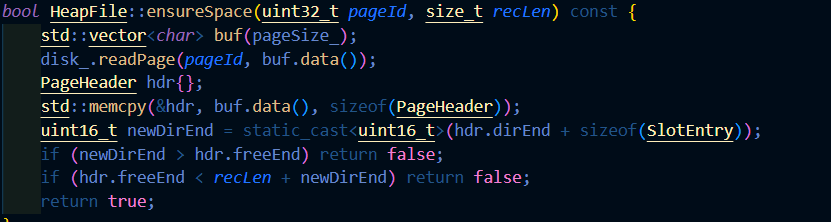 bool HeapFile::ensureSpace(uint32_t pageId, size_t recLen) const {
    std::vector<char> buf(pageSize_);
    disk_.readPage(pageId, buf.data());
    PageHeader hdr{};
    std::memcpy(&hdr, buf.data(), sizeof(PageHeader));
    uint16_t newDirEnd = static_cast<uint16_t>(hdr.dirEnd + sizeof(SlotEntry));
    if (newDirEnd > hdr.freeEnd) return false;
    if (hdr.freeEnd < recLen + newDirEnd) return false;
    return true;
}